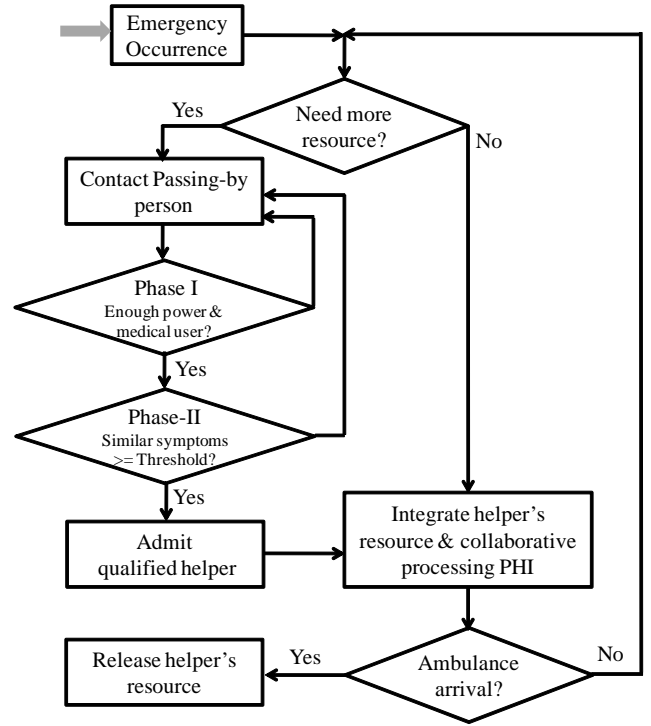 Emergency
Occurrence
Need more
resource?
Yes
No
Contact Passing-by
person
Phase I
Enough power &
medical user?
Yes
Phase-II
Similar symptoms
>= Threshold?
Yes
Admit
qualified helper
Integrate helper's
resource & collaborative
processing PHI
Release helper's
resource
Yes
Ambulance
arrival?
No